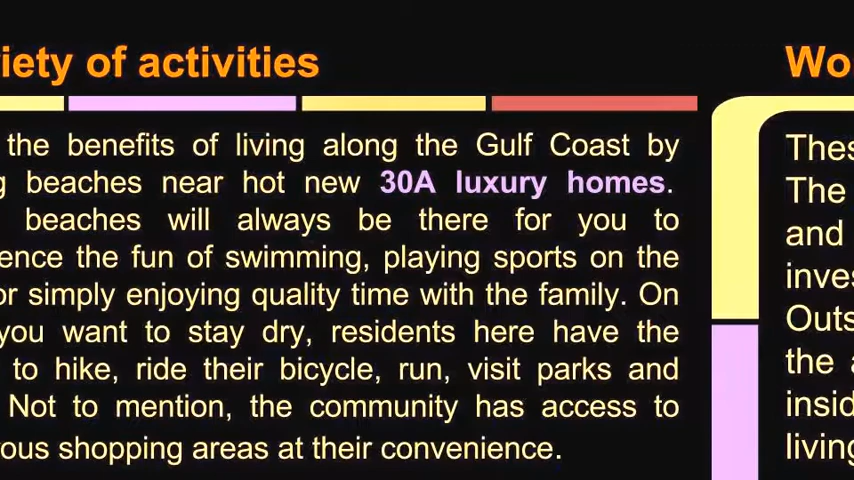 iety of activities
the benefits of living along the Gulf Coast by
g beaches near hot new 30A luxury homes.
beaches will always be there for you to
ence the fun of swimming, playing sports on the
or simply enjoying quality time with the family. On
you want to stay dry, residents here have the
to hike, ride their bicycle, run, visit parks and
Not to mention, the community has access to
ous shopping areas at their convenience.
Wo
Thes
The
and
inves
Outs
the a
insid
living